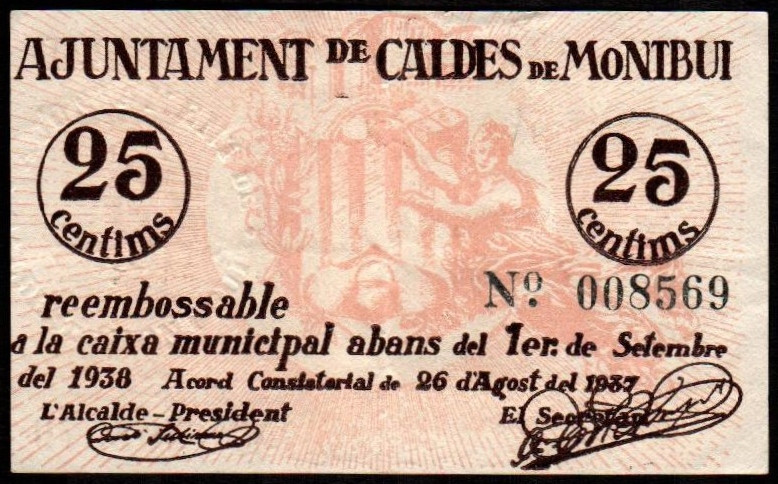 AJUNTAMENT DE CALDES DE MONTBUI
25
centims
25
centims
Nº 008569
reembossable
a la caixa municipal abans del 1er. de Setembre
del 1938 Acord Consistorial de 26 d'Agost del 1937
L'Alcalde-President
El Secretari